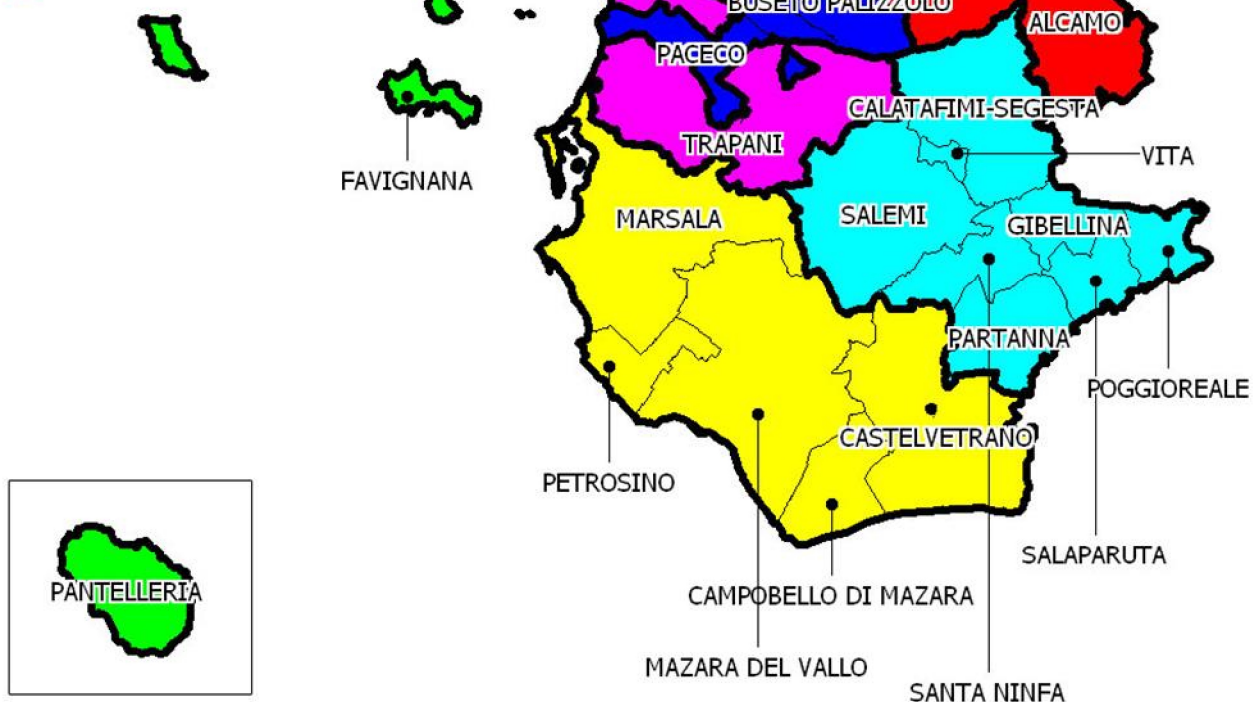 BUSETO PALIZZOLO
ALCAMO
PACECO
CALATAFIMI-SEGESTA
TRAPANI
VITA
FAVIGNANA
MARSALA
SALEMI
GIBELLINA
PARTANNA
POGGIOREALE
CASTELVETRANO
PETROSINO
SALAPARUTA
PANTELLERIA
CAMPOBELLO DI MAZARA
MAZARA DEL VALLO
SANTA NINFA